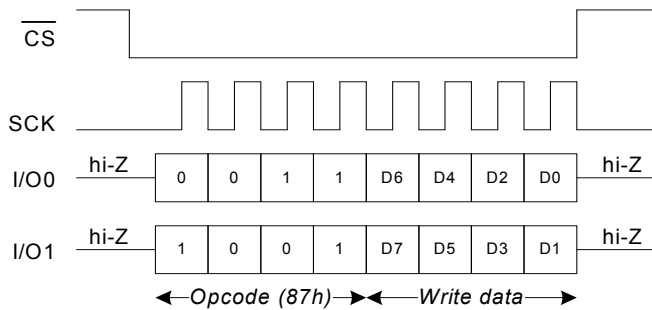 CS
SCK
hi-Z 0 0 1 1 D6 D4 D2 D0 hi-Z
I/O0
hi-Z 1 0 0 1 D7 D5 D3 D1 hi-Z
I/O1
Opcode (87h) Write data